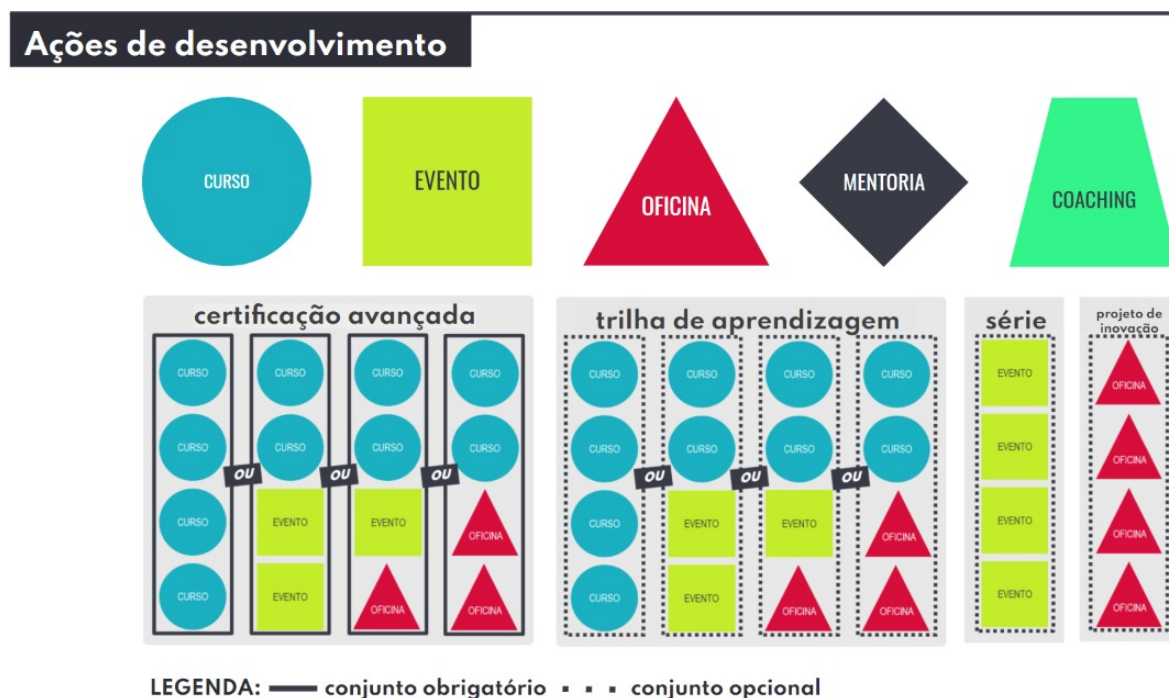 Ações de desenvolvimento
CURSO
EVENTO
OFICINA
MENTORIA
COACHING
certificação avançada
CURSO CURSO CURSO CURSO
CURSO CURSO CURSO CURSO
OU OU OU
CURSO EVENTO EVENTO OFICINA
CURSO EVENTO OFICINA OFICINA
trilha de aprendizagem
CURSO CURSO CURSO CURSO
CURSO CURSO CURSO CURSO
OU OU OU
CURSO EVENTO EVENTO OFICINA
CURSO EVENTO OFICINA OFICINA
série
EVENTO
EVENTO
EVENTO
EVENTO
projeto de
inovação
OFICINA
OFICINA
OFICINA
OFICINA
LEGENDA: conjunto obrigatório conjunto opcional